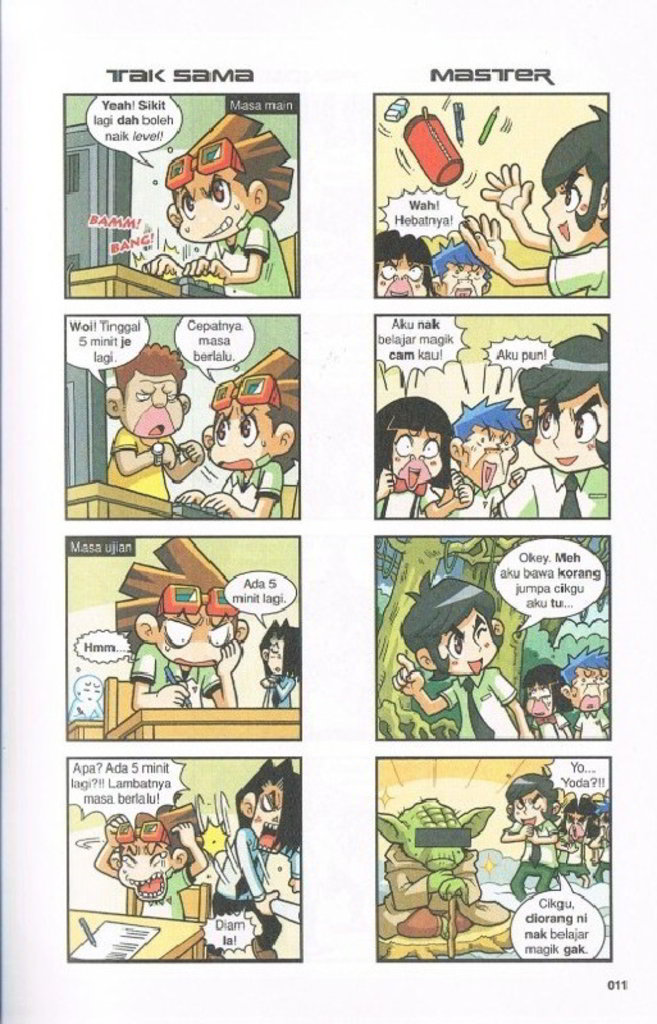 TAK SAMA
Yeah! Sikit
lagi dah boleh
naik level!
Masa main
BAMM!
BANG!
Woi! Tinggal
5 minit je
lagi.
Cepatnya
masa
berlalu.
Masa ujian
Ada 5
minit lagi.
Hmm...
Apa? Ada 5 minit
lagi?!! Lambatnya
masa berlalu!
Diam
la!
MASTER
Wah!
Hebatnya!
Aku nak
belajar magik
cam kau!
Aku pun!
Okey. Meh
aku bawa korang
jumpa cikgu
aku tu...
Yo...
Yoda?!!
Cikgu,
diorang ni
nak belajar
magik gak.
011